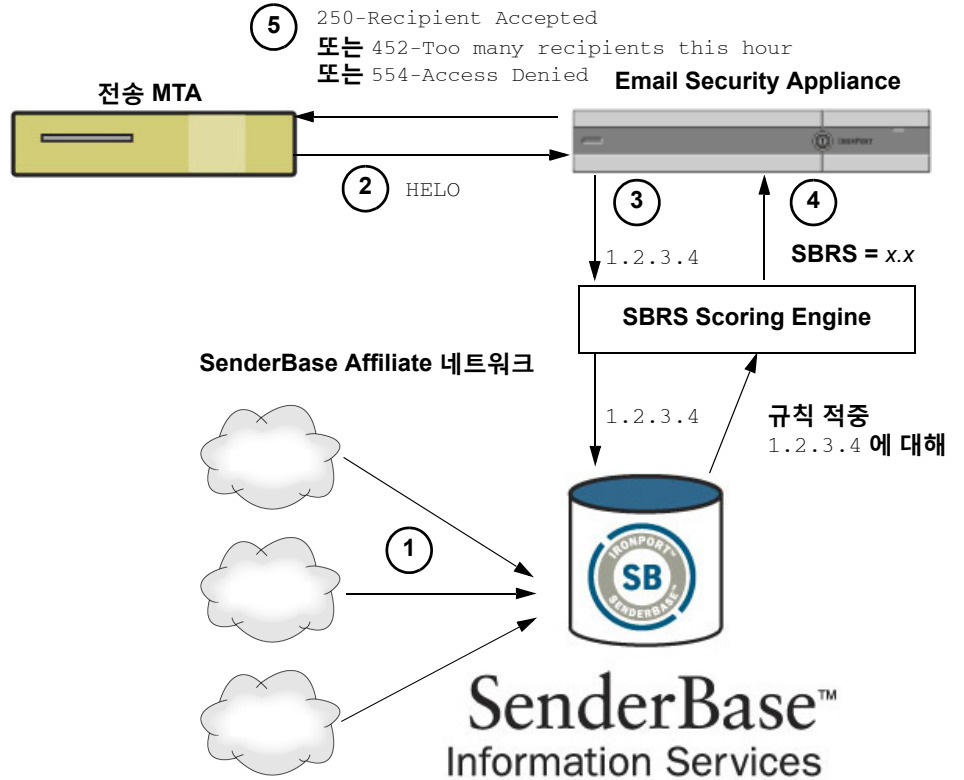 5
250-Recipient Accepted
또는 452-Too many recipients this hour
또는 554-Access Denied
전송 MTA
Email Security Appliance
IRONPORT
2
HELO
3
4
1.2.3.4
SBRS = x.x
SBRS Scoring Engine
SenderBase Affiliate 네트워크
1.2.3.4
규칙 적중
1.2.3.4 에 대해
1
IRONPORT™
SB
SENDERBASE™
SenderBase™
Information Services